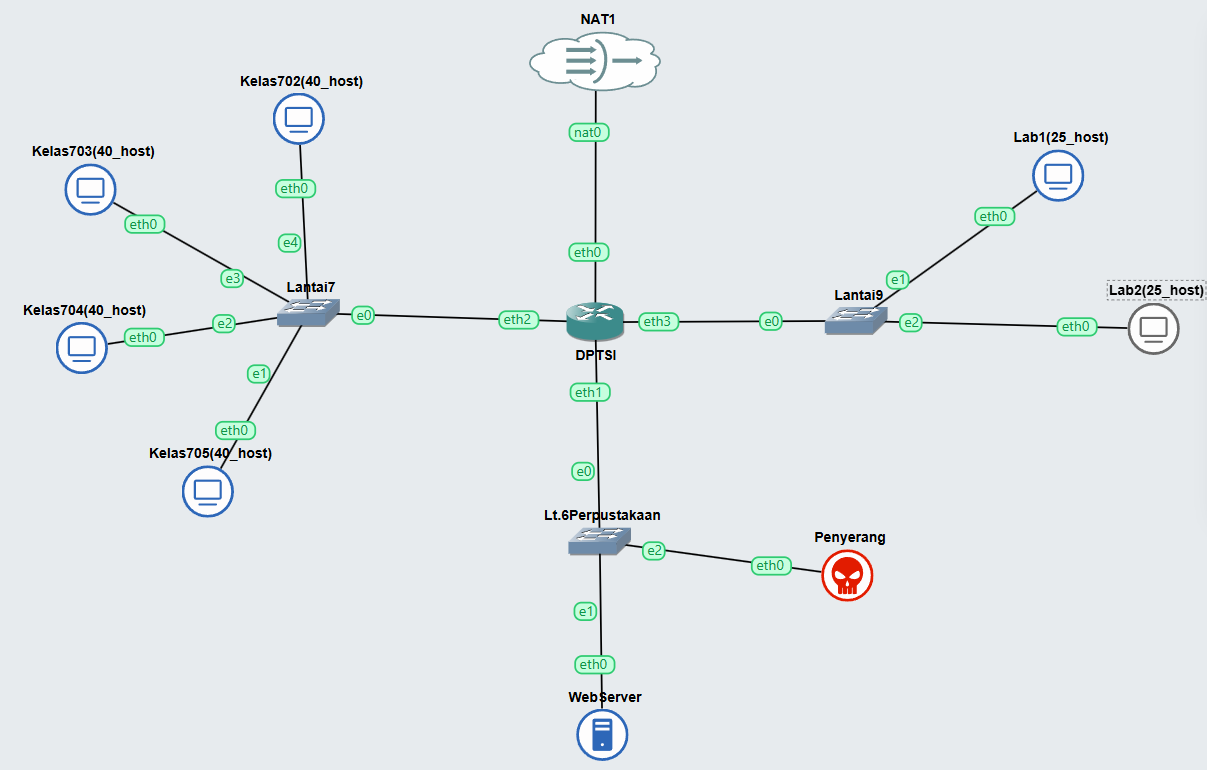 NAT1
nat0
eth0
Kelas702(40_host)
eth0
e4
Kelas703(40_host)
eth0
e3
Kelas704(40_host)
eth0
e2
Kelas705(40_host)
eth0
e1
Lantai7
e0
eth2
DPTSI
eth3
e0
Lantai9
e1
eth0
Lab1(25_host)
e2
eth0
Lab2(25_host)
eth1
e0
Lt.6Perpustakaan
e2
eth0
Penyerang
e1
eth0
WebServer